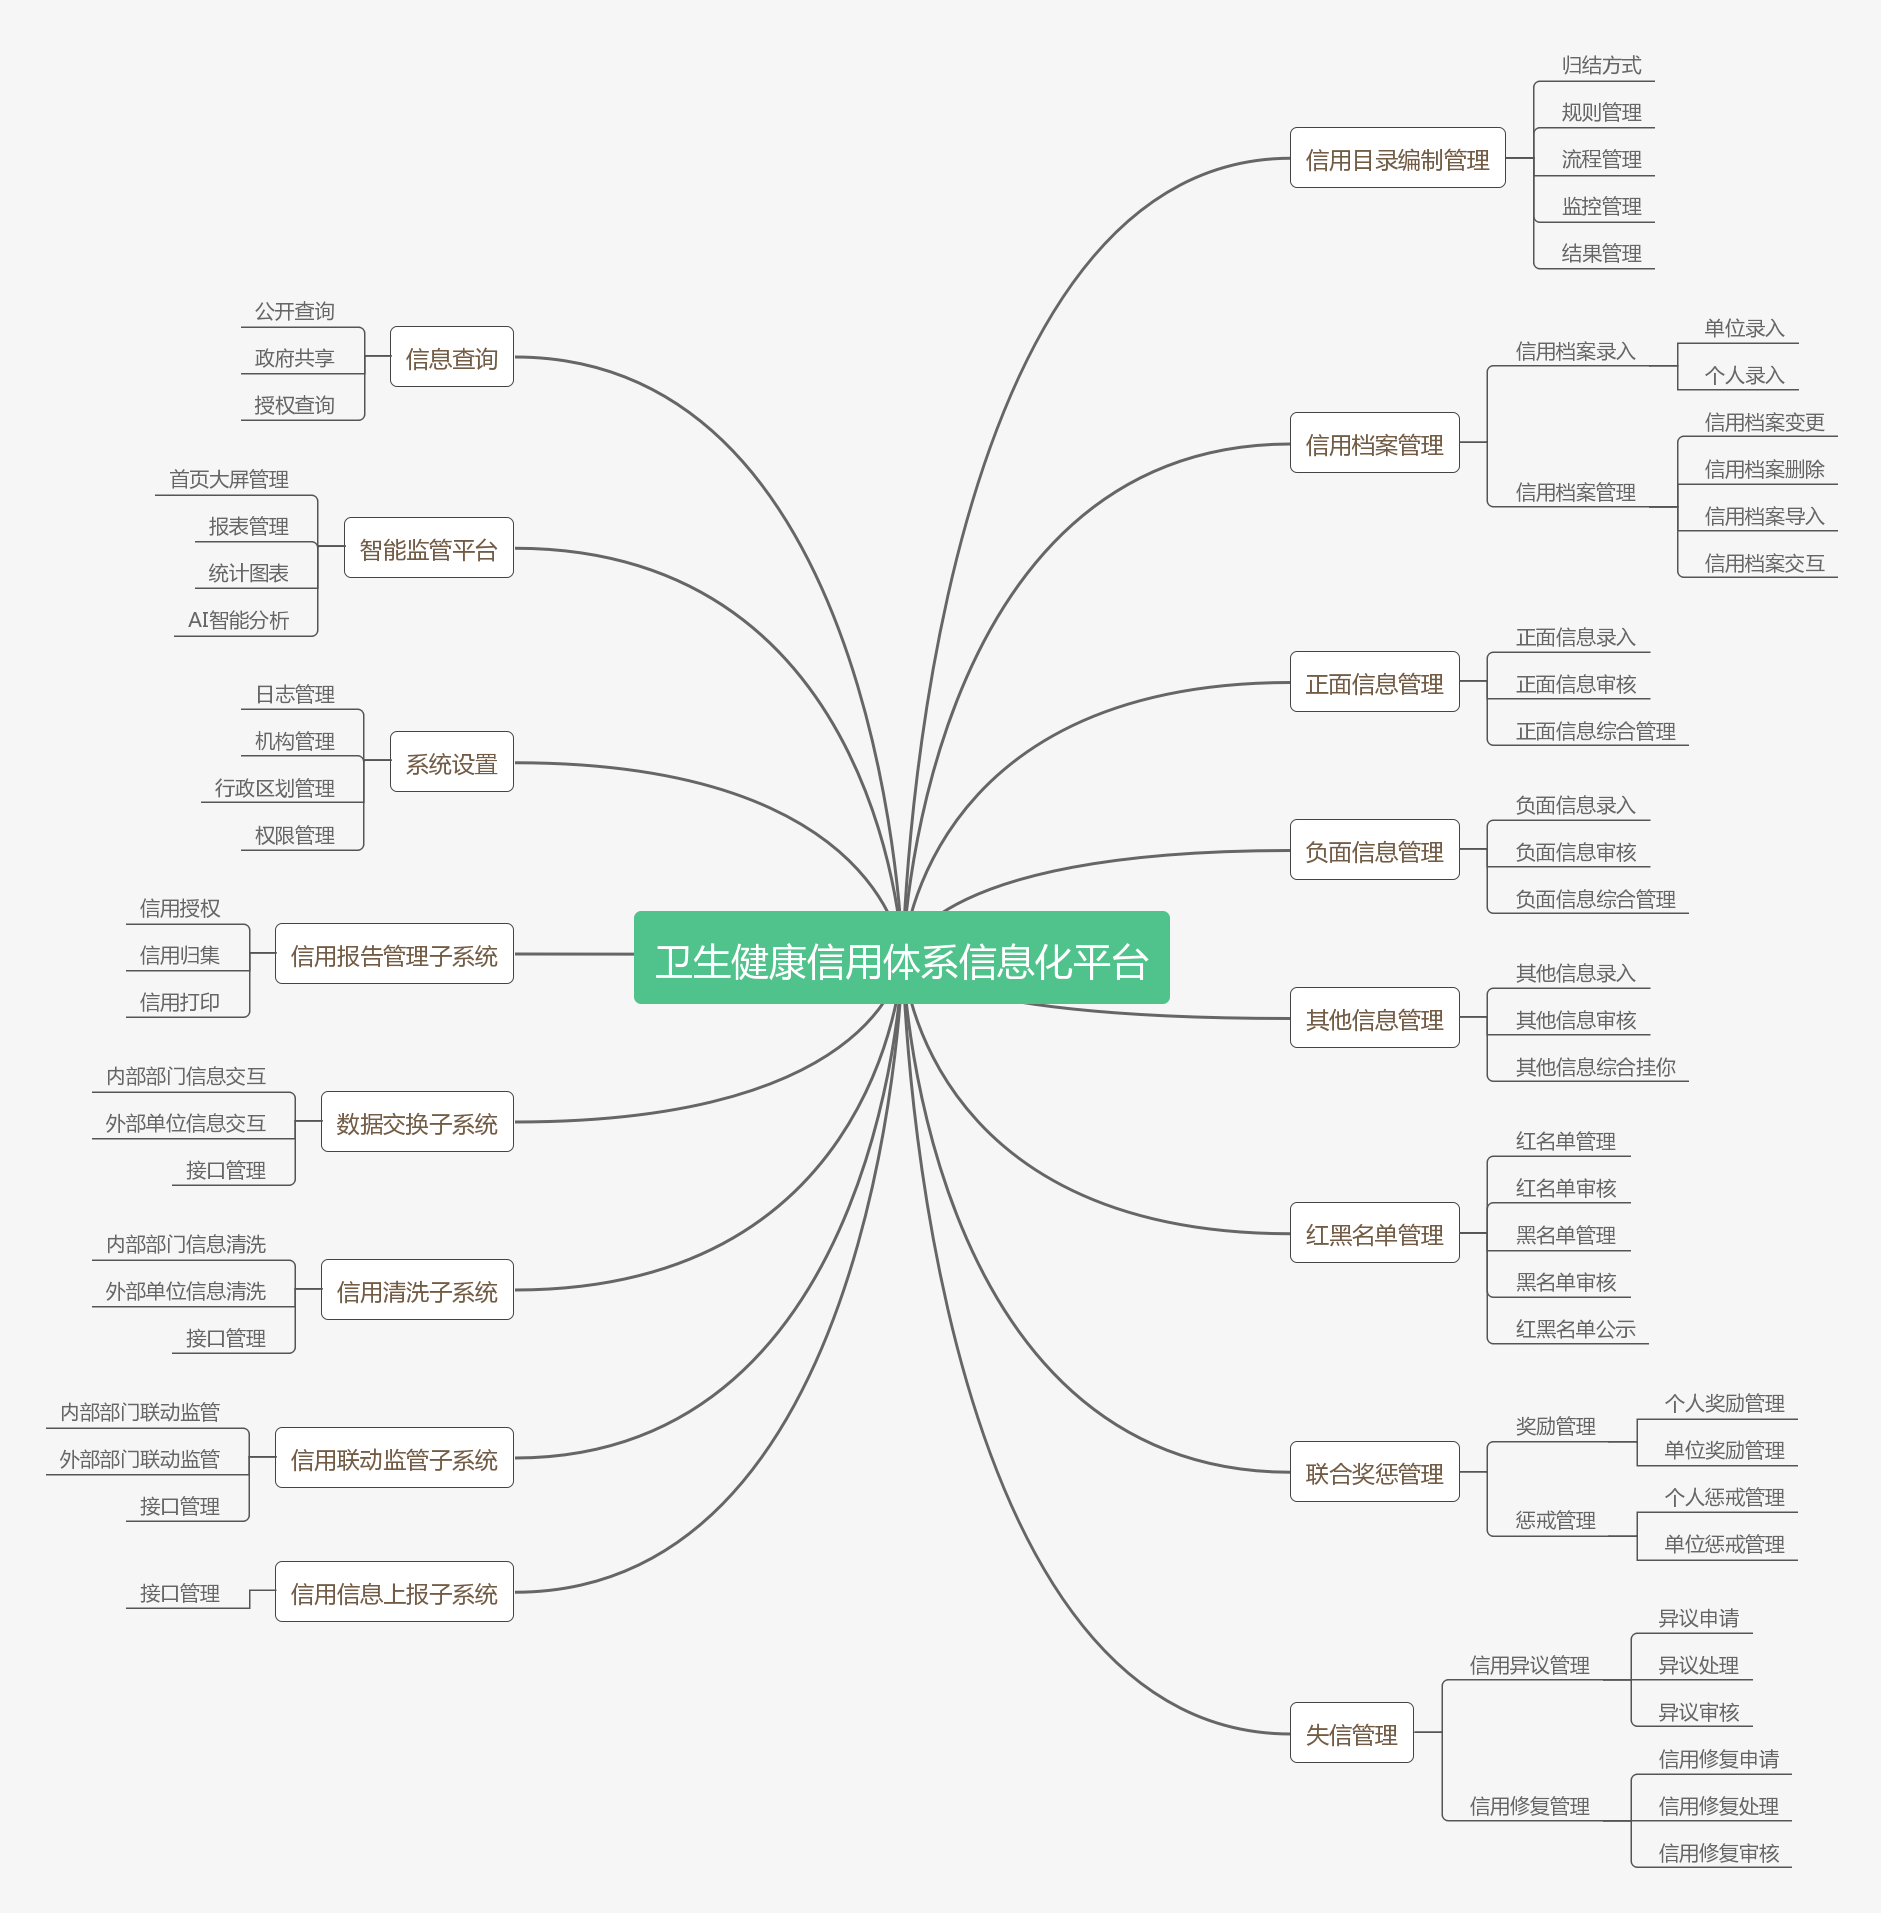 卫生健康信用体系信息化平台
信用目录编制管理
归结方式
规则管理
流程管理
监控管理
结果管理
信用档案管理
信用档案录入
单位录入
个人录入
信用档案管理
信用档案变更
信用档案删除
信用档案导入
信用档案交互
正面信息管理
正面信息录入
正面信息审核
正面信息综合管理
负面信息管理
负面信息录入
负面信息审核
负面信息综合管理
其他信息管理
其他信息录入
其他信息审核
其他信息综合挂你
红黑名单管理
红名单管理
红名单审核
黑名单管理
黑名单审核
红黑名单公示
联合奖惩管理
奖励管理
个人奖励管理
单位奖励管理
惩戒管理
个人惩戒管理
单位惩戒管理
失信管理
信用异议管理
异议申请
异议处理
异议审核
信用修复管理
信用修复申请
信用修复处理
信用修复审核
信息查询
公开查询
政府共享
授权查询
智能监管平台
首页大屏管理
报表管理
统计图表
AI智能分析
系统设置
日志管理
机构管理
行政区划管理
权限管理
信用报告管理子系统
信用授权
信用归集
信用打印
数据交换子系统
内部部门信息交互
外部单位信息交互
接口管理
信用清洗子系统
内部部门信息清洗
外部单位信息清洗
接口管理
信用联动监管子系统
内部部门联动监管
外部部门联动监管
接口管理
信用信息上报子系统
接口管理